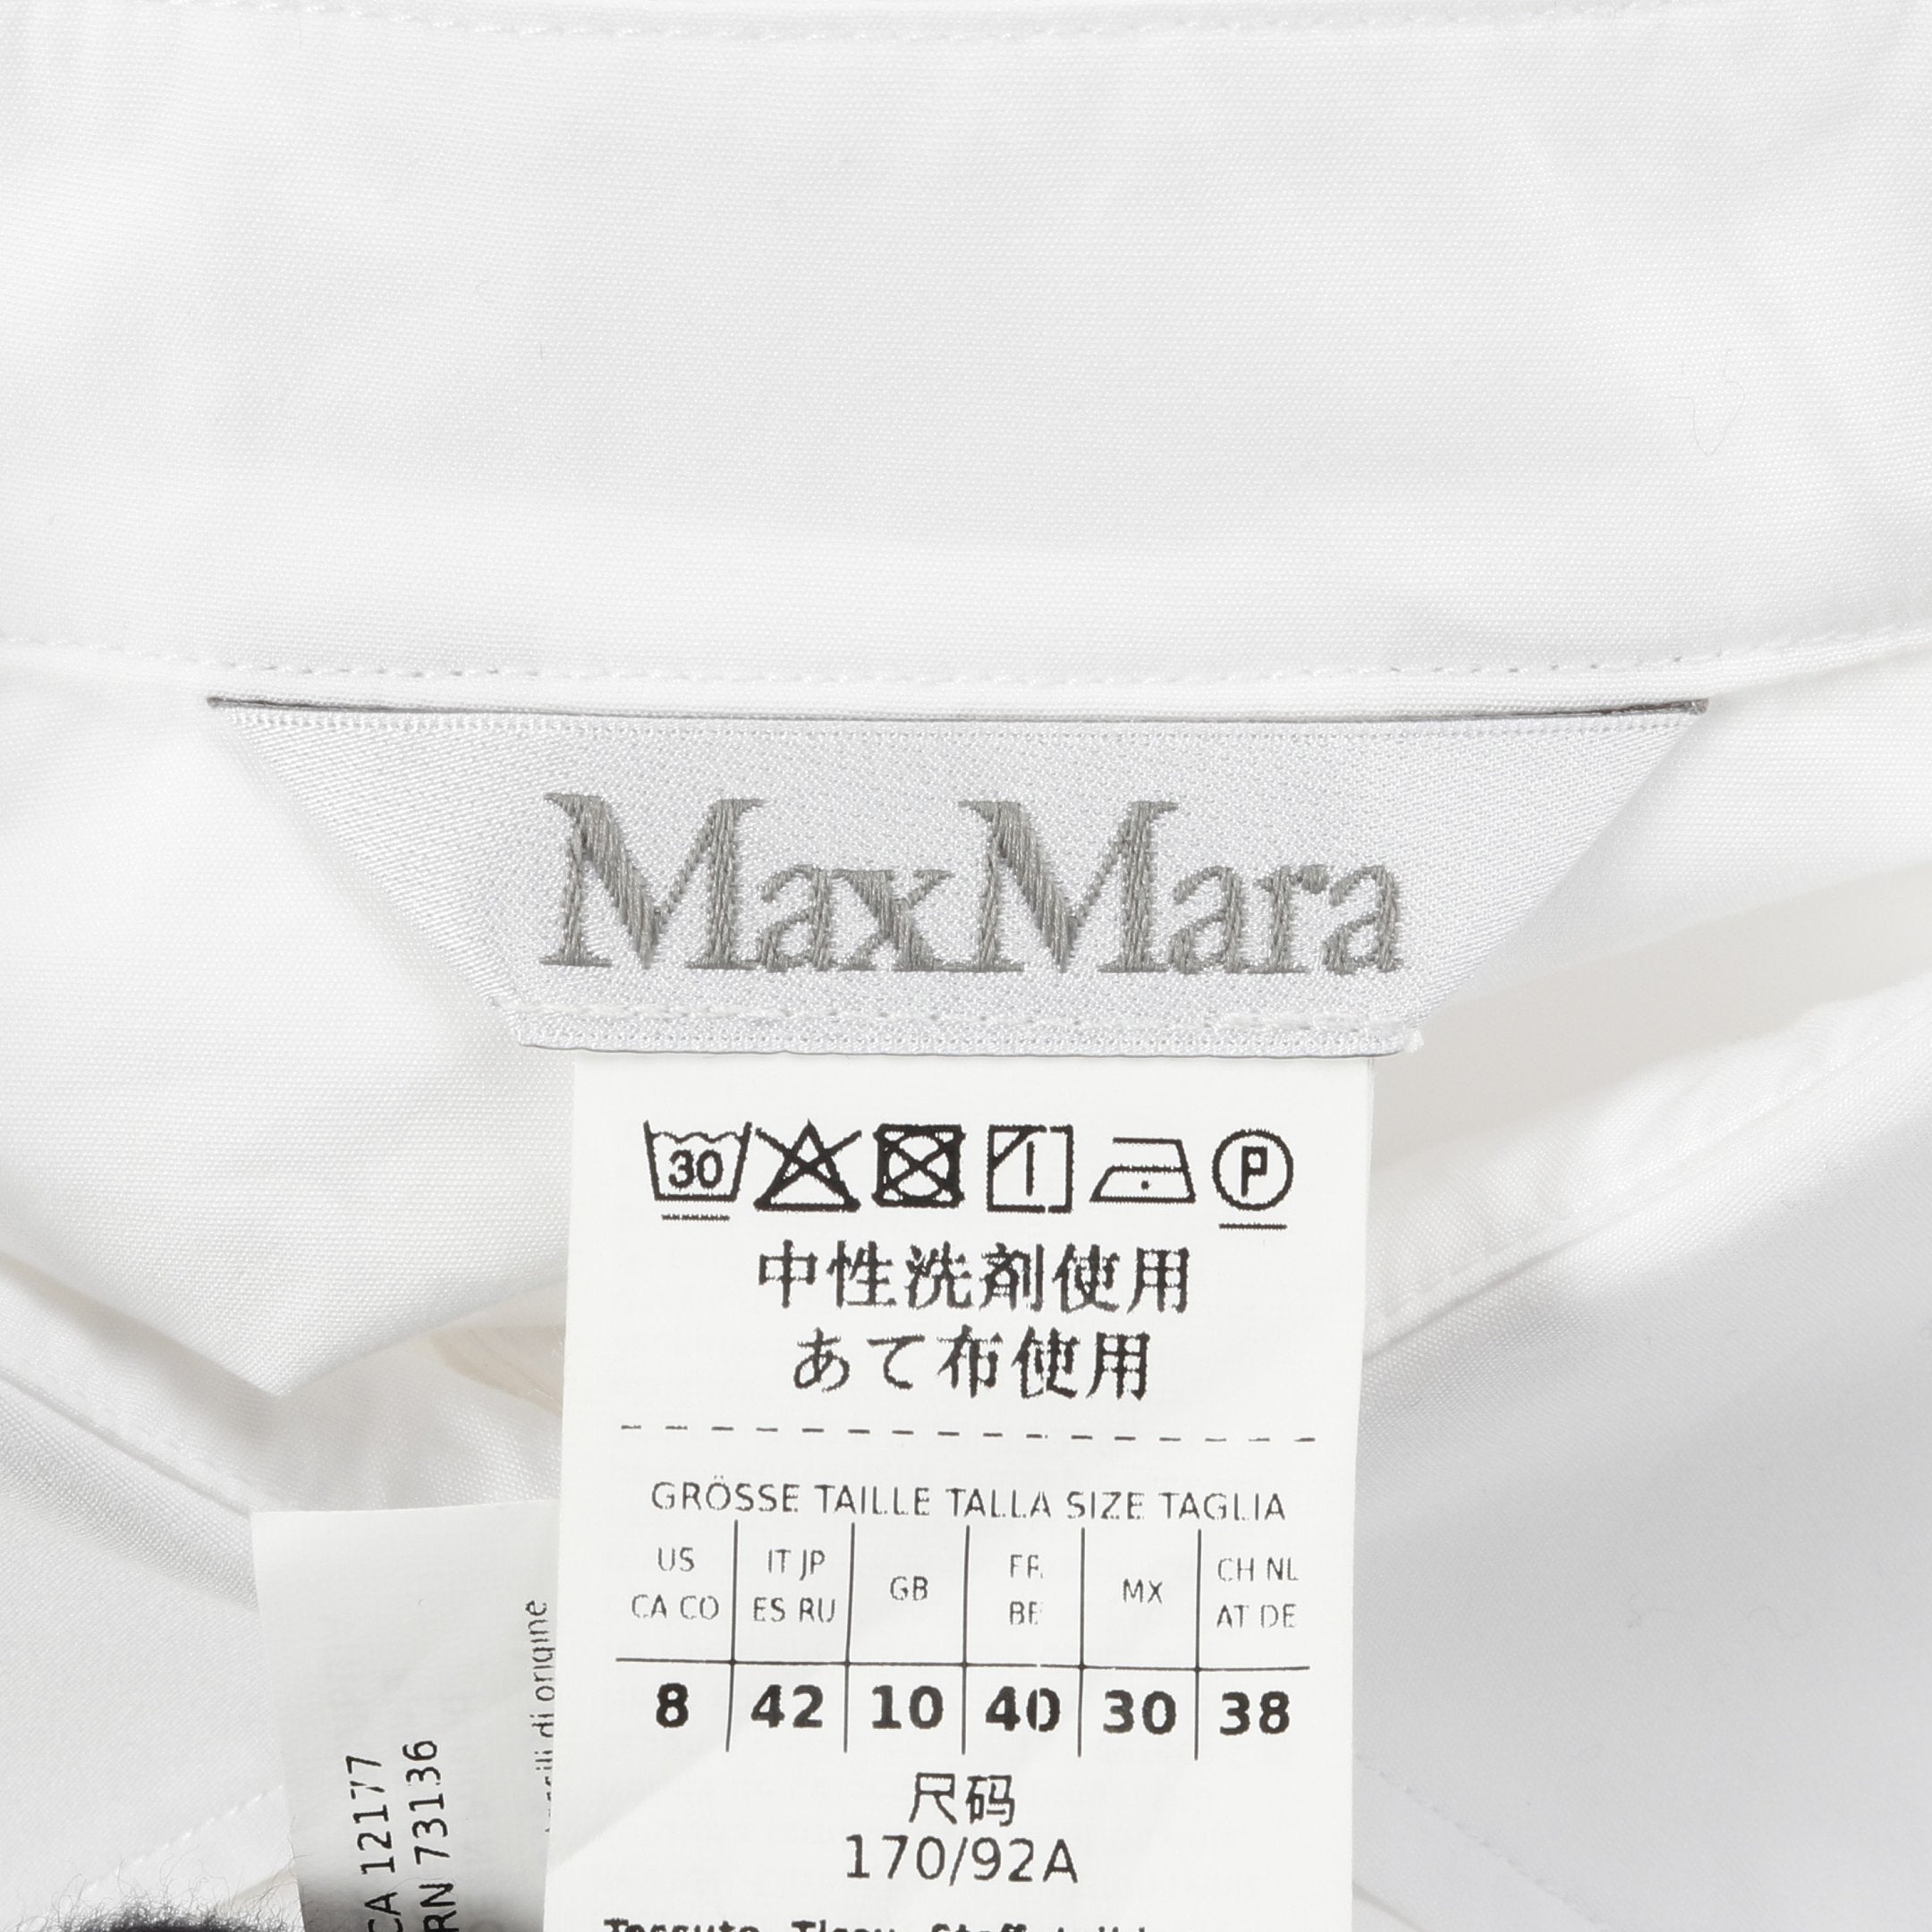 MaxMara
30
P
中性洗剤使用
あて布使用
GRÖSSE TAILLE TALLA SIZE TAGLIA
US
CA CO
IT JP
ES RU
GB
FR
BE
MX
CH NL
AT DE
8 42 10 40 30 38
尺码
170/92A
CA 12177
RN 73136
di origine